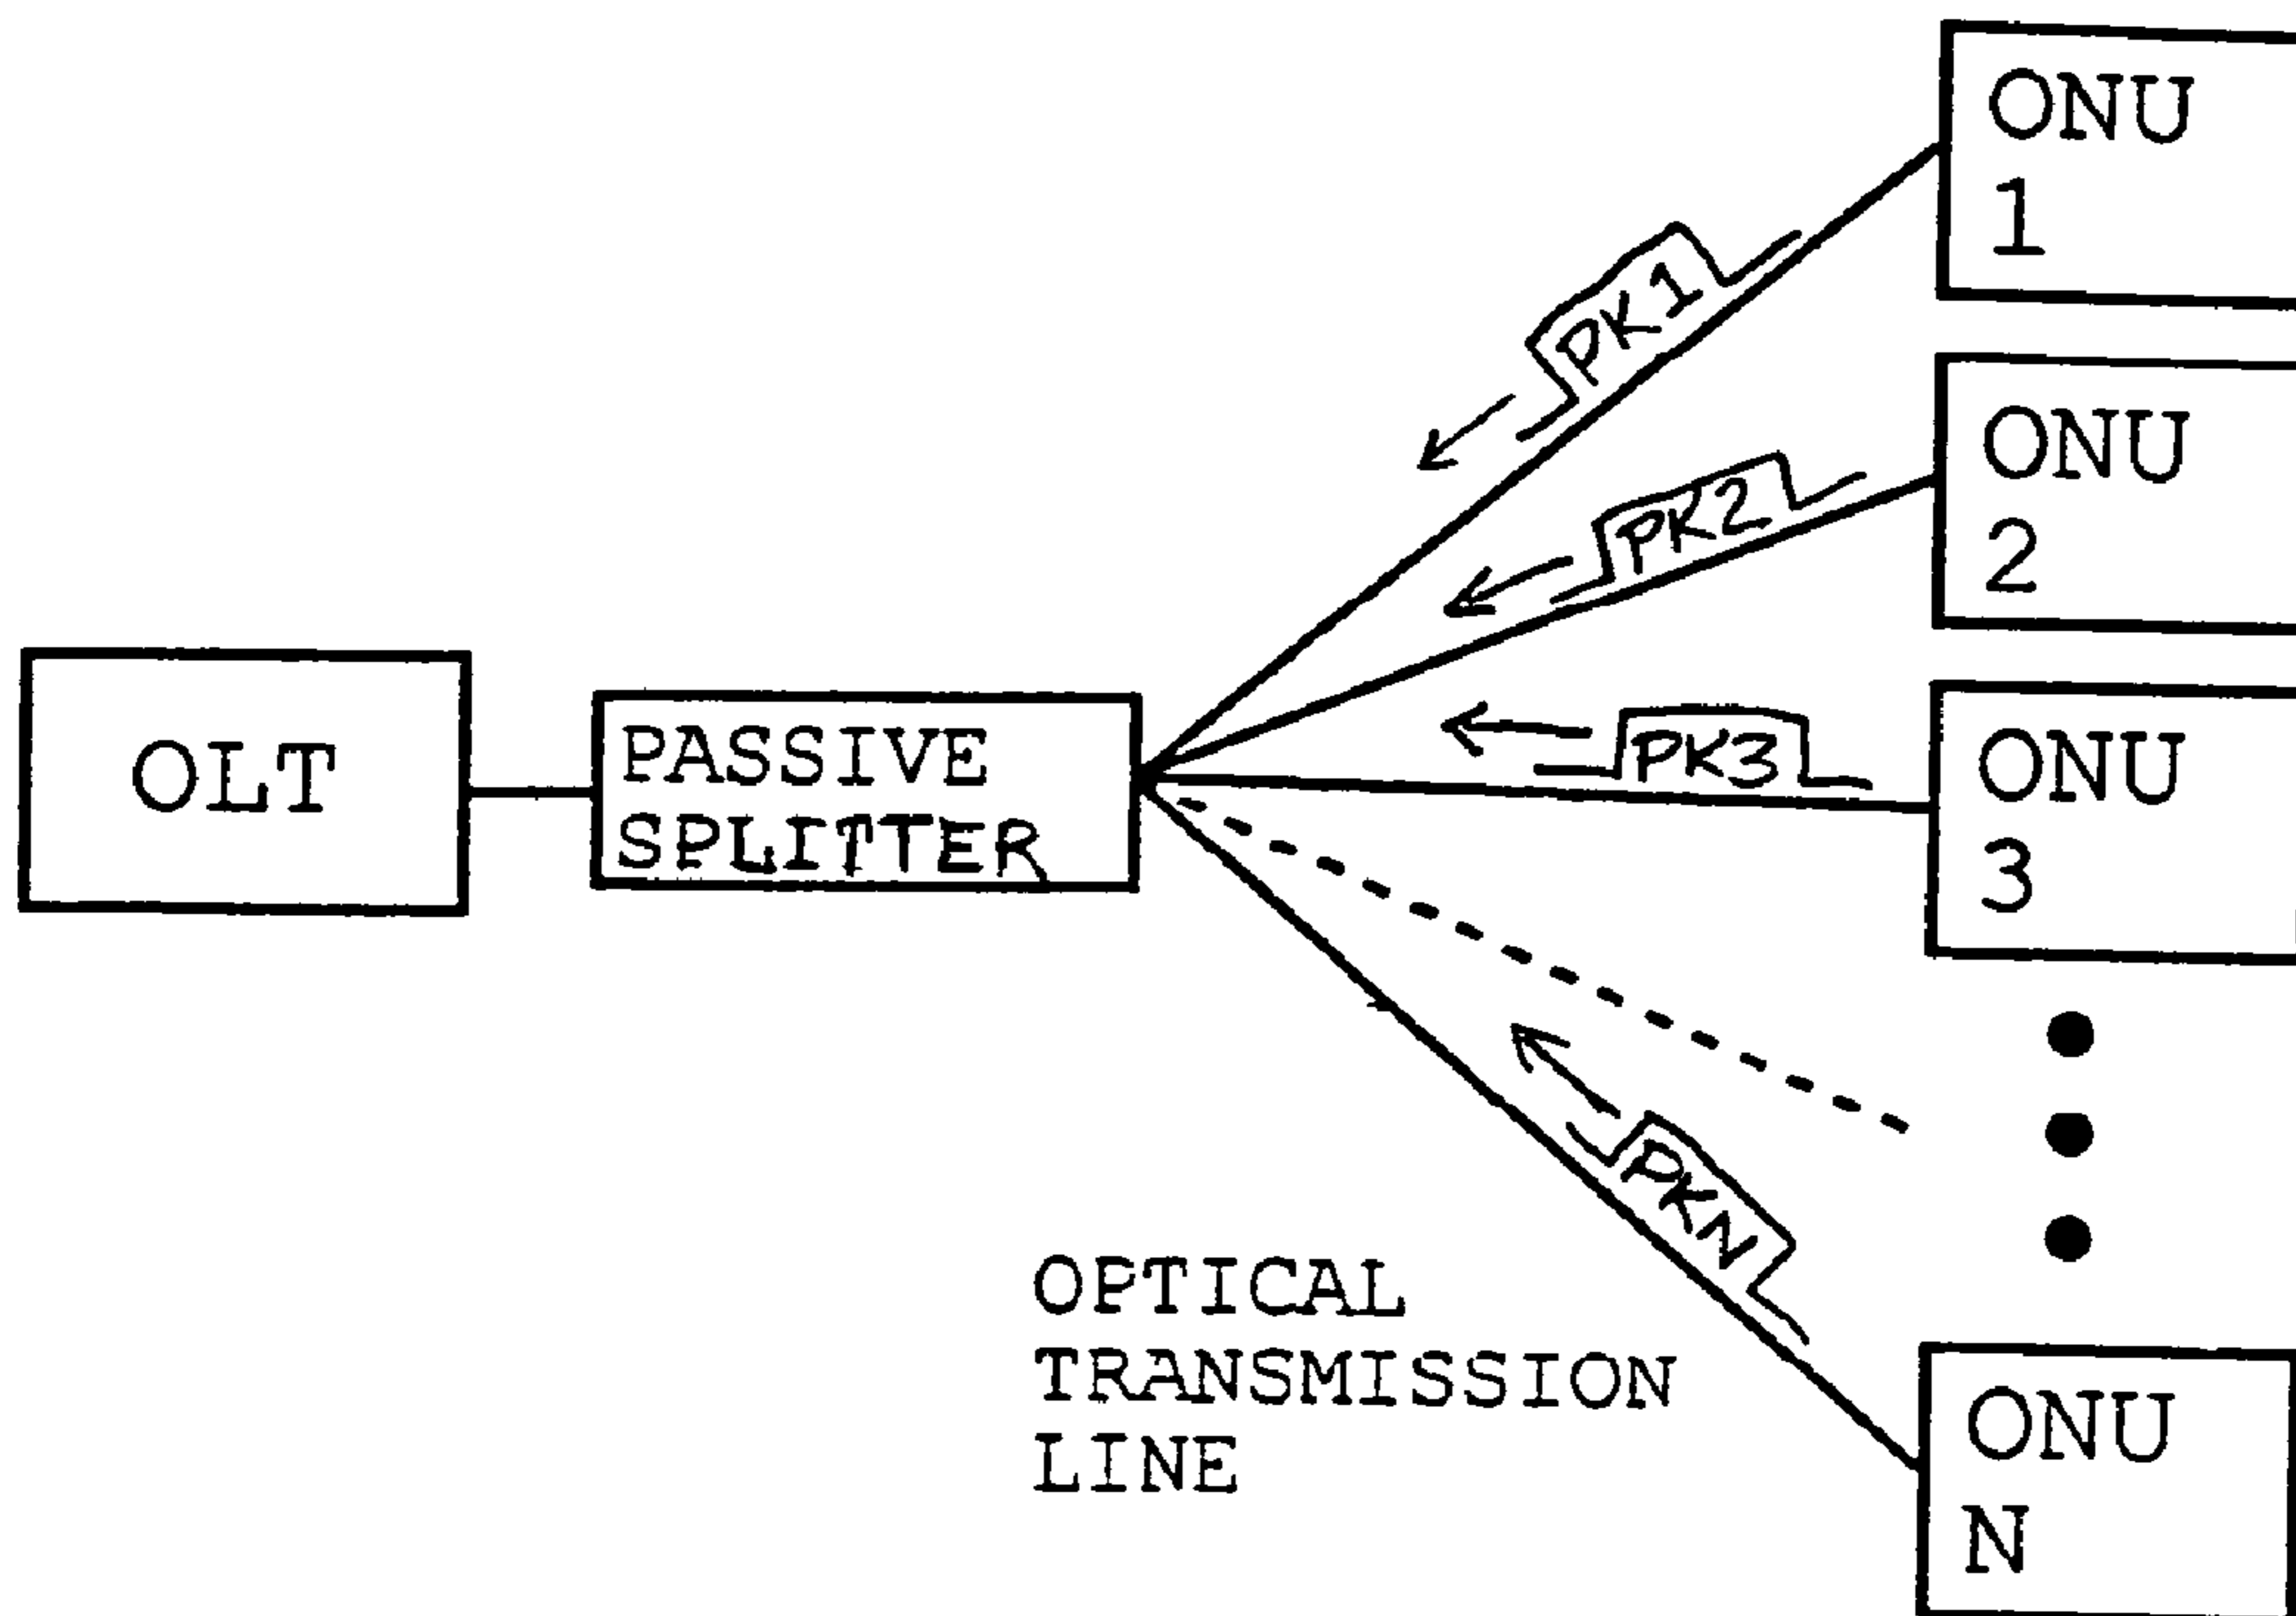 ONU
1
PK1
ONU
2
PK2
OLT
PASSIVE
SPLITTER
PK3
ONU
3
PKN
OPTICAL
TRANSMISSION
LINE
ONU
N